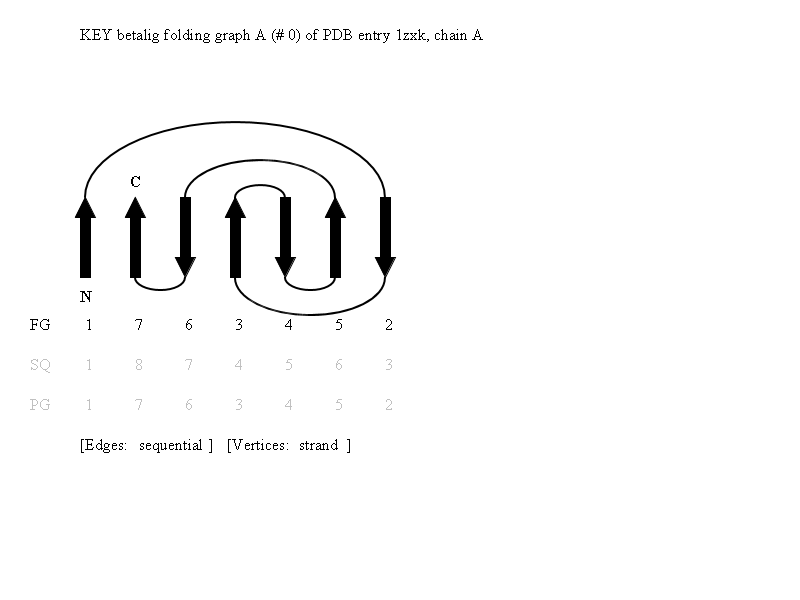 KEY betalig folding graph A (# 0) of PDB entry 1zxk, chain A
C
N
FG 1 7 6 3 4 5 2
SQ 1 8 7 4 5 6 3
PG 1 7 6 3 4 5 2
[Edges: sequential ] [Vertices: strand ]